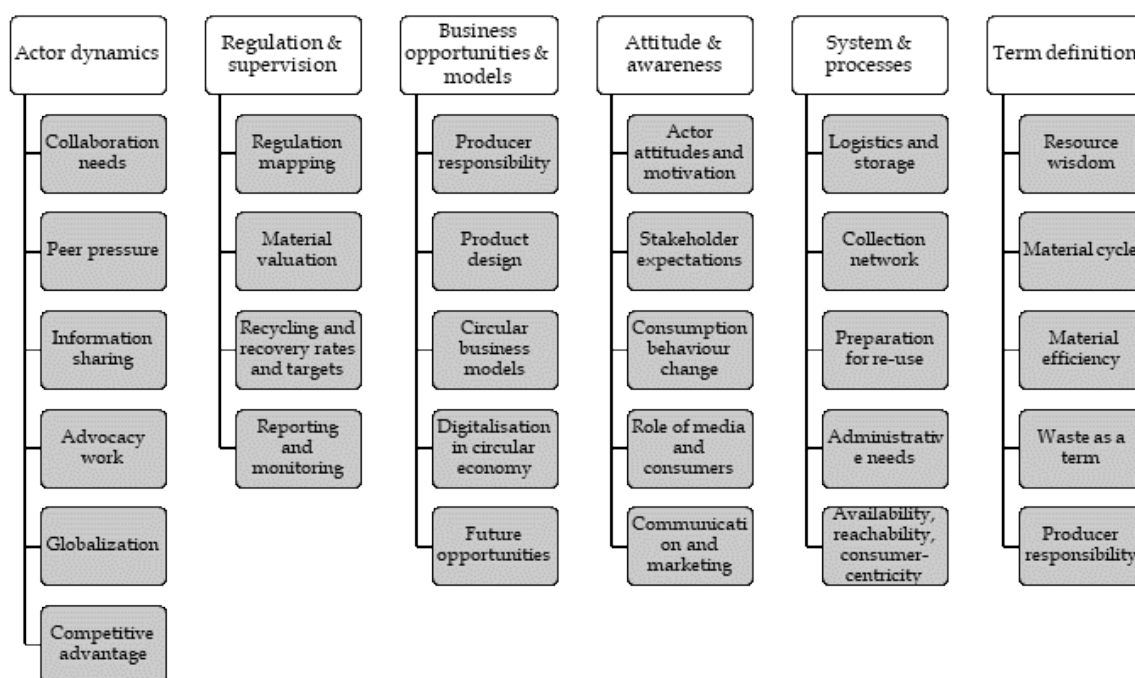 Actor dynamics
Collaboration
needs
Peer pressure
Information
sharing
Advocacy
work
Globalization
Competitive
advantage
Regulation &
supervision
Regulation
mapping
Material
valuation
Recycling and
recovery rates
and targets
Reporting
and
monitoring
Business
opportunities &
models
Producer
responsibility
Product
design
Circular
business
models
Digitalisation
in circular
economy
Future
opportunities
Attitude &
awareness
Actor
attitudes and
motivation
Stakeholder
expectations
Consumption
behaviour
change
Role of media
and
consumers
Communicati
on and
marketing
System &
processes
Logistics and
storage
Collection
network
Preparation
for re-use
Administrativ
e needs
Availability,
reachability,
consumer-
centricity
Term definition
Resource
wisdom
Material cycle
Material
efficiency
Waste as a
term
Producer
responsibility